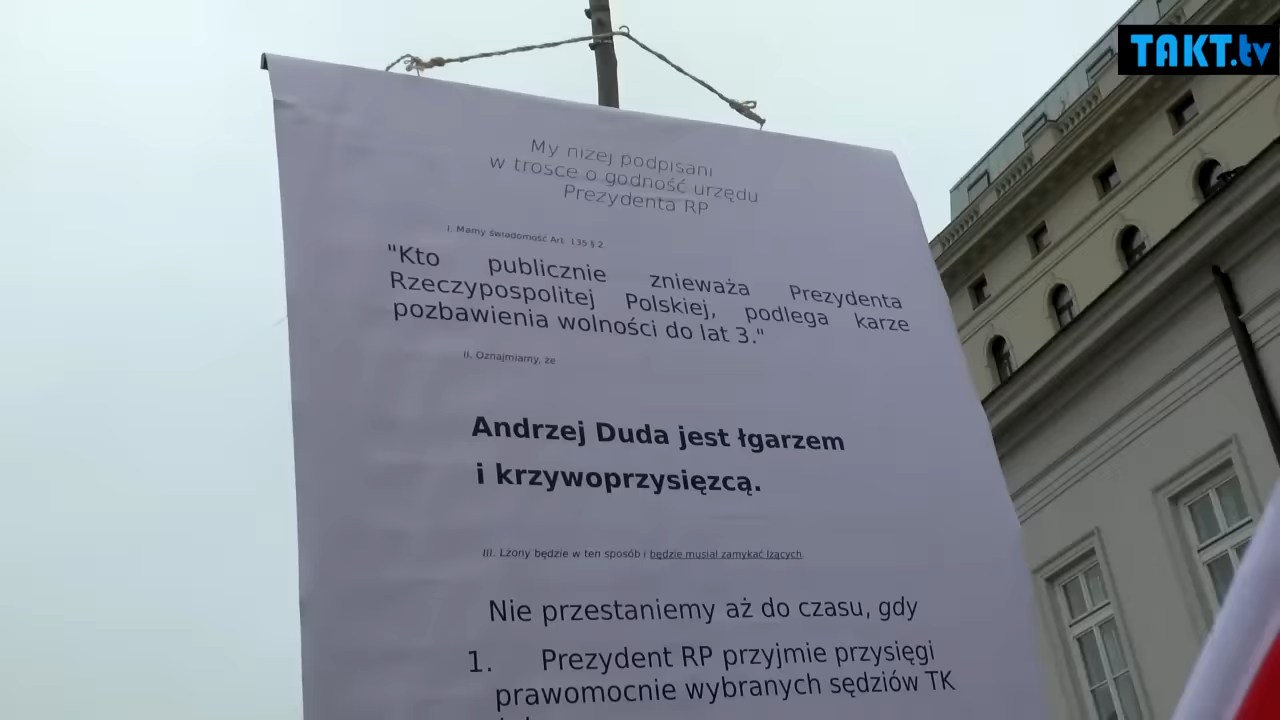 TAKT.tv
My niżej podpisani
w trosce o godność urzędu
Prezydenta RP
I. Mamy świadomość Art. 135 § 2.
"Kto publicznie znieważa Prezydenta
Rzeczypospolitej Polskiej, podlega karze
pozbawienia wolności do lat 3."
II. Oznajmiamy, że
Andrzej Duda jest łgarzem
i krzywoprzysięzcą.
III. Lżony będzie w ten sposób i będzie musiał zamykać lżących.
Nie przestaniemy aż do czasu, gdy
1. Prezydent RP przyjmie przysięgi
prawomocnie wybranych sędziów TK